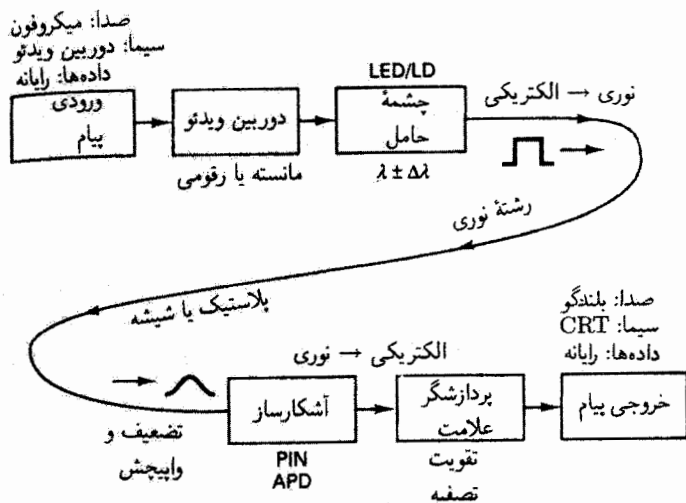 صدا: میکروفون
سیما: دوربین ویدئو
داده‌ها: رایانه
ورودی
پیام
دوربین ویدئو
مانسته یا رقومی
LED/LD
چشمهٔ
حامل
λ ± Δλ
نوری → الکتریکی
رشتهٔ نوری
پلاستیک یا شیشه
تضعیف و
واپیچش
الکتریکی → نوری
آشکارساز
PIN
APD
پردازشگر
علامت
تقویت
تصفیه
صدا: بلندگو
سیما: CRT
داده‌ها: رایانه
خروجی پیام